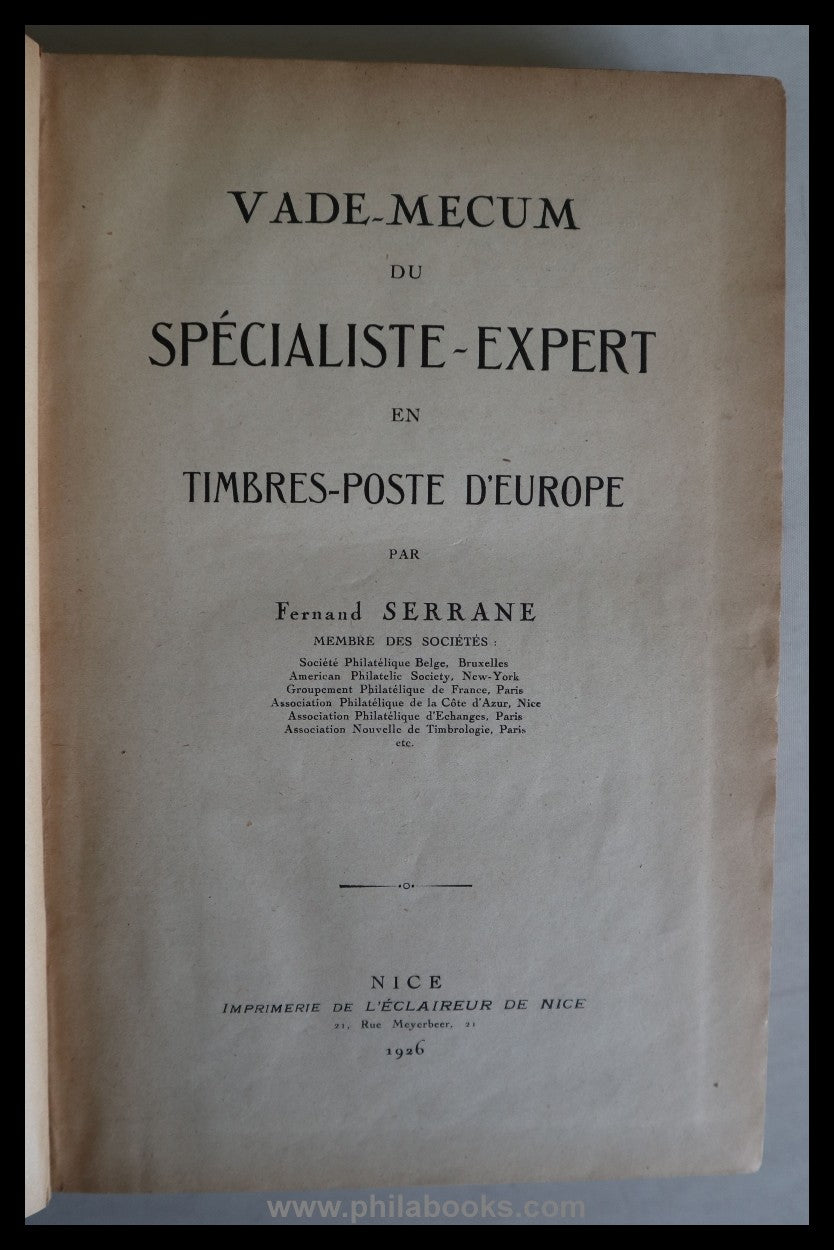 VADE-MECUM
DU
SPÉCIALISTE-EXPERT
EN
TIMBRES-POSTE D'EUROPE
PAR
Fernand SERRANE
MEMBRE DES SOCIÉTÉS :
Société Philatélique Belge, Bruxelles
American Philatelic Society, New-York
Groupement Philatélique de France, Paris
Association Philatélique de la Côte d'Azur, Nice
Association Philatélique d'Echanges, Paris
Association Nouvelle de Timbrologie, Paris
etc.
NICE
IMPRIMERIE DE L'ÉCLAIREUR DE NICE
21, Rue Meyerbeer, 21
1926
www.philabooks.com